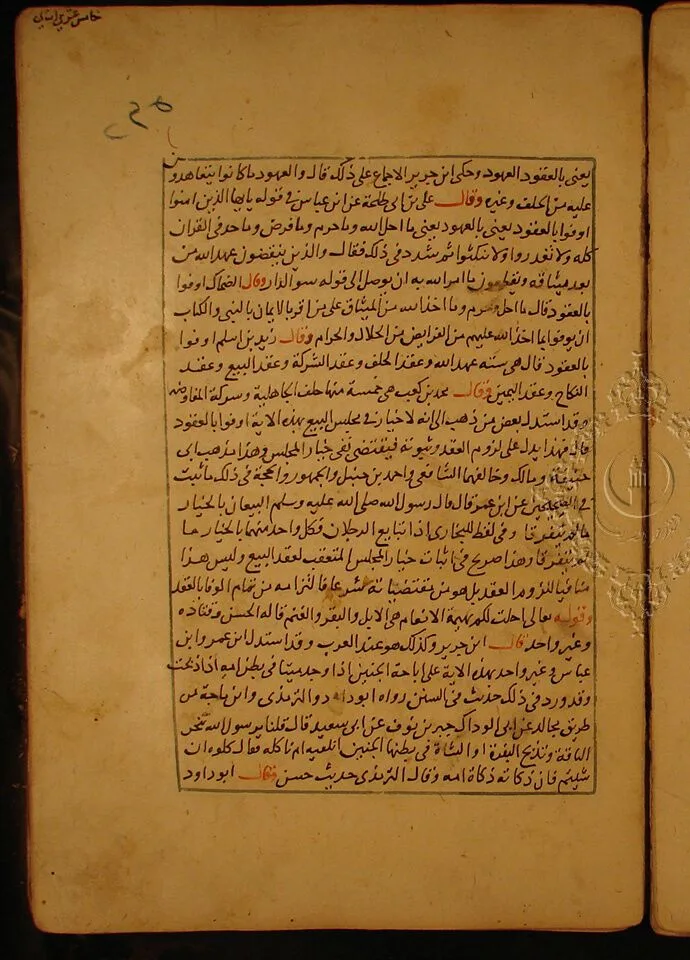 خامس عشري الثاني
يعني بالعقود العهود وحكى ابن جرير الاجماع على ذلك قال والعهود ما كانوا يتعاهدون
عليه من الحلف وغيره وقال علي بن ابي طلحة عن ابن عباس في قوله يايها الذين امنوا
اوفوا بالعقود يعني بالعهود يعني ما احل الله وما حرم وما فرض وما حد في القران
كله ولا تغدروا ولا تنكثوا ثم شدد في ذلك فقال والذين ينقضون عهد الله من
بعد ميثاقه ويقطعون ما امر الله به ان يوصل الى قوله سو الدار وقال الضحاك اوفوا
بالعقود قال ما احل وحرم وما اخذ الله من الميثاق على من اقر بالايمان بالنبي والكتاب
ان يوفوا بما اخذ الله عليهم من الفرايض من الحلال والحرام وقال زيد بن اسلم اوفوا
بالعقود قال هي ستة عهد الله وعقد الحلف وعقد الشركة وعقد البيع وعقد
النكاح وعقد اليمين وقال محمد بن كعب هي خمسة منها حلف الجاهلية وشركة المفاوضه
وقد استدل بعض من ذهب الى انه لا خيار في مجلس البيع بهذه الاية اوفوا بالعقود
قال فهذا يدل على لزوم العقد وثبوته فيقتضي نفي خيار المجلس وهذا مذهب ابي
حنيفة ومالك وخالفهما الشافعي واحمد بن حنبل والجمهور والحجة في ذلك ما ثبت
في الصحيحين عن ابن عمر قال قال رسول الله صلى الله عليه وسلم البيعان بالخيار
ما لم يتفرقا وفي لفظ للبخاري اذا تبايع الرجلان فكل واحد منهما بالخيار ما
لم يتفرقا وهذا صريح في اثبات خيار المجلس المتعقب لعقد البيع وليس هذا
منافيا للزوم العقد بل هو من مقتضياته شرعا فالتزامه من تمام الوفا بالعقد
وقوله تعالى احلت لكم بهيمة الانعام هي الابل والبقر والغنم قاله الحسن وقتاده
وغير واحد قال ابن جرير وكذلك هو عند العرب وقد استدل ابن عمر وابن
عباس وغير واحد بهذه الاية على اباحة الجنين اذا وجد ميتا في بطن امه اذا ذبحت
وقد ورد في ذلك حديث في السنن رواه ابو داود والترمذي وابن ماجة من
طريق مجالد عن ابي الوداك جبر بن نوف عن ابي سعيد قال قلنا يرسول الله ننحر
الناقة ونذبح البقرة او الشاة في بطنها الجنين انلقيه ام ناكله فقال كلوه ان
شئتم فان ذكاته ذكاة امه وقال الترمذي حديث حسن قال ابو داود